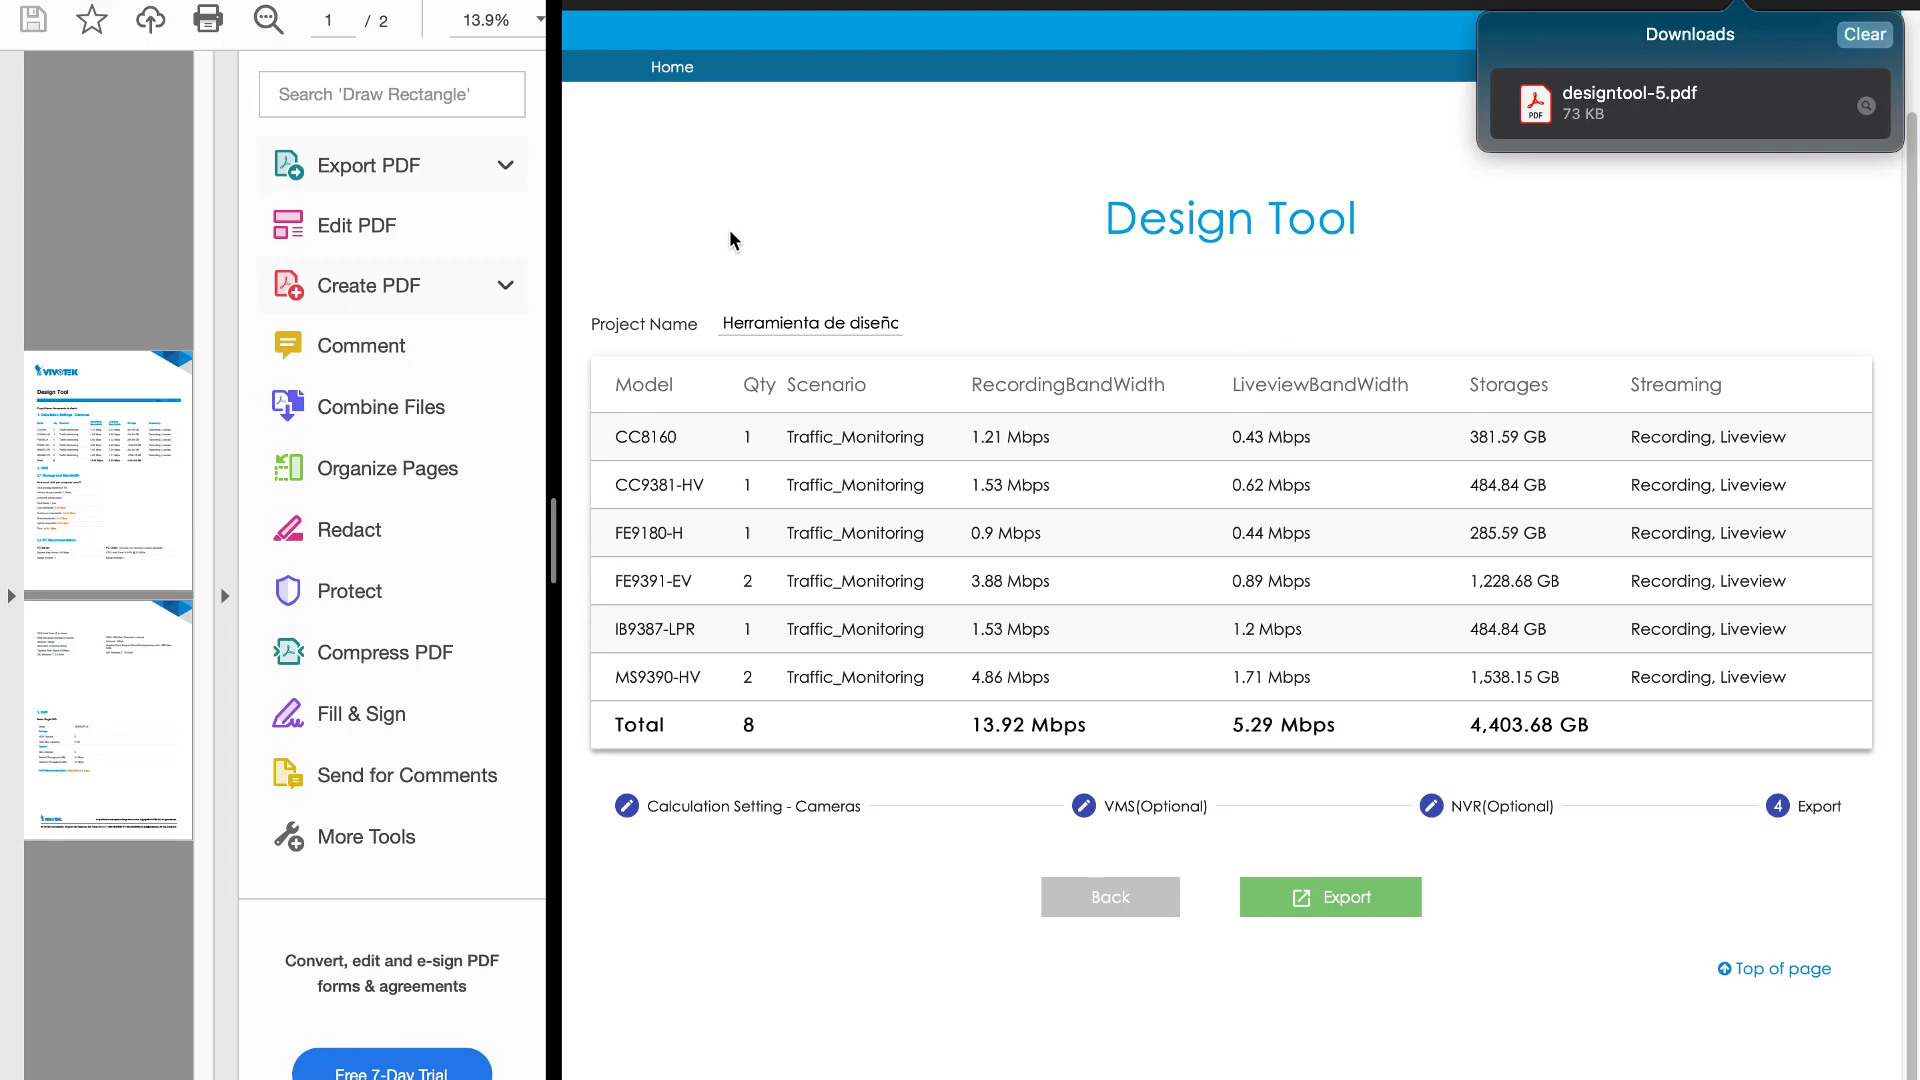 1 / 2 13.9%
Search 'Draw Rectangle'
Export PDF
Edit PDF
Create PDF
Comment
Combine Files
Organize Pages
Redact
Protect
Compress PDF
Fill & Sign
Send for Comments
More Tools
Convert, edit and e-sign PDF
forms & agreements
Free 7-Day Trial
VIVOTEK
Design Tool
Home
Downloads Clear
designtool-5.pdf
73 KB
PDF
Design Tool
Project Name Herramienta de diseño
Model Qty Scenario RecordingBandWidth LiveviewBandWidth Storages Streaming
CC8160 1 Traffic_Monitoring 1.21 Mbps 0.43 Mbps 381.59 GB Recording, Liveview
CC9381-HV 1 Traffic_Monitoring 1.53 Mbps 0.62 Mbps 484.84 GB Recording, Liveview
FE9180-H 1 Traffic_Monitoring 0.9 Mbps 0.44 Mbps 285.59 GB Recording, Liveview
FE9391-EV 2 Traffic_Monitoring 3.88 Mbps 0.89 Mbps 1,228.68 GB Recording, Liveview
IB9387-LPR 1 Traffic_Monitoring 1.53 Mbps 1.2 Mbps 484.84 GB Recording, Liveview
MS9390-HV 2 Traffic_Monitoring 4.86 Mbps 1.71 Mbps 1,538.15 GB Recording, Liveview
Total 8 13.92 Mbps 5.29 Mbps 4,403.68 GB
Calculation Setting - Cameras VMS(Optional) NVR(Optional) 4 Export
Back Export
Top of page